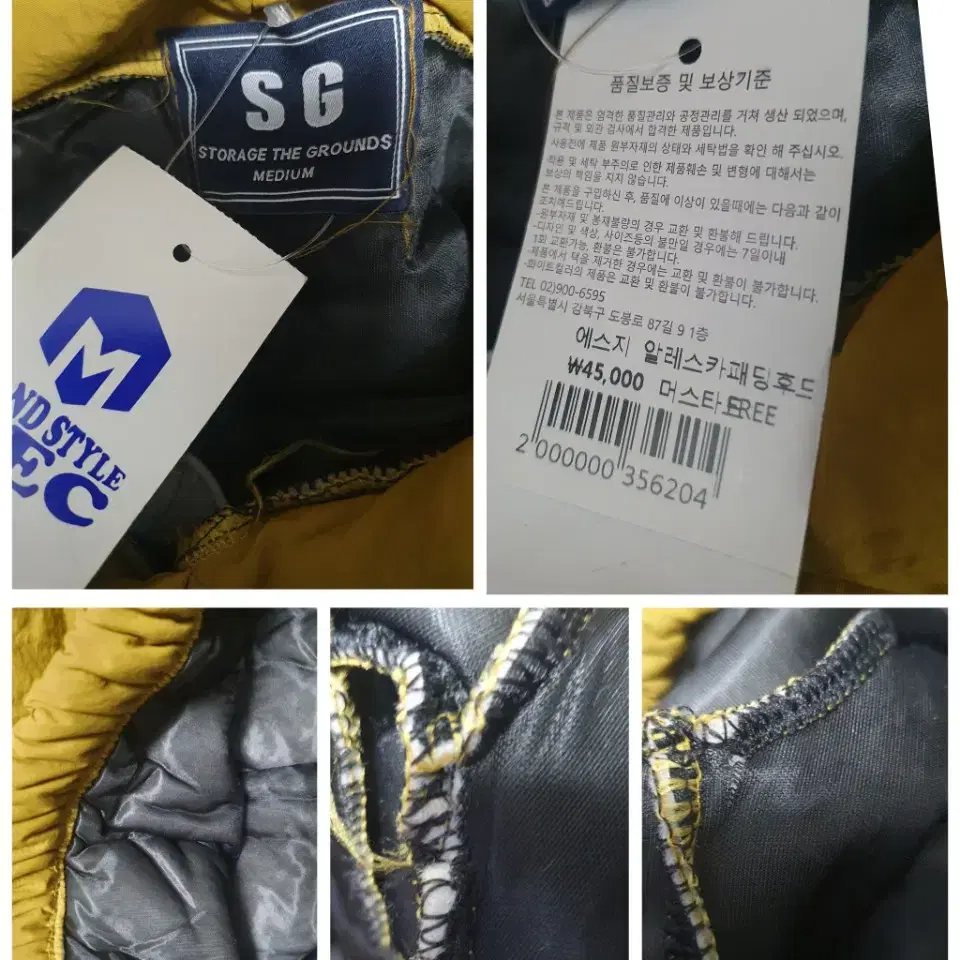 SG
STORAGE THE GROUNDS
MEDIUM
M
ND STYLE
EC
품질보증 및 보상기준
본 제품은 엄격한 품질관리와 공정관리를 거쳐 생산 되었으며,
규격 및 외관 검사에서 합격한 제품입니다.
사용전에 제품 원부자재의 상태와 세탁법을 확인 해 주십시오.
착용 및 세탁 부주의로 인한 제품훼손 및 변형에 대해서는
보상의 책임을 지지 않습니다.
본 제품을 구입하신 후, 품질에 이상이 있을때에는 다음과 같이
조치해드립니다.
-원부자재 및 봉재불량의 경우 교환 및 환불해 드립니다.
-디자인 및 색상, 사이즈등의 불만일 경우에는 7일이내
1회 교환가능, 환불은 불가합니다.
-제품에서 택을 제거한 경우에는 교환 및 환불이 불가합니다.
-화이트컬러의 제품은 교환 및 환불이 불가합니다.
TEL 02)900-6595
서울특별시 강북구 도봉로 87길 9 1층
에스지 알레스카패딩후드
₩45,000 머스타드FREE
2 000000 356204